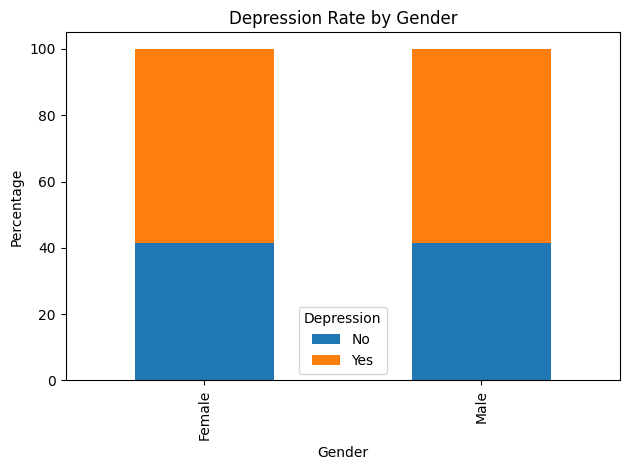 Depression Rate by Gender
Percentage
100
80
60
40
20
0
Depression
No
Yes
Female
Male
Gender